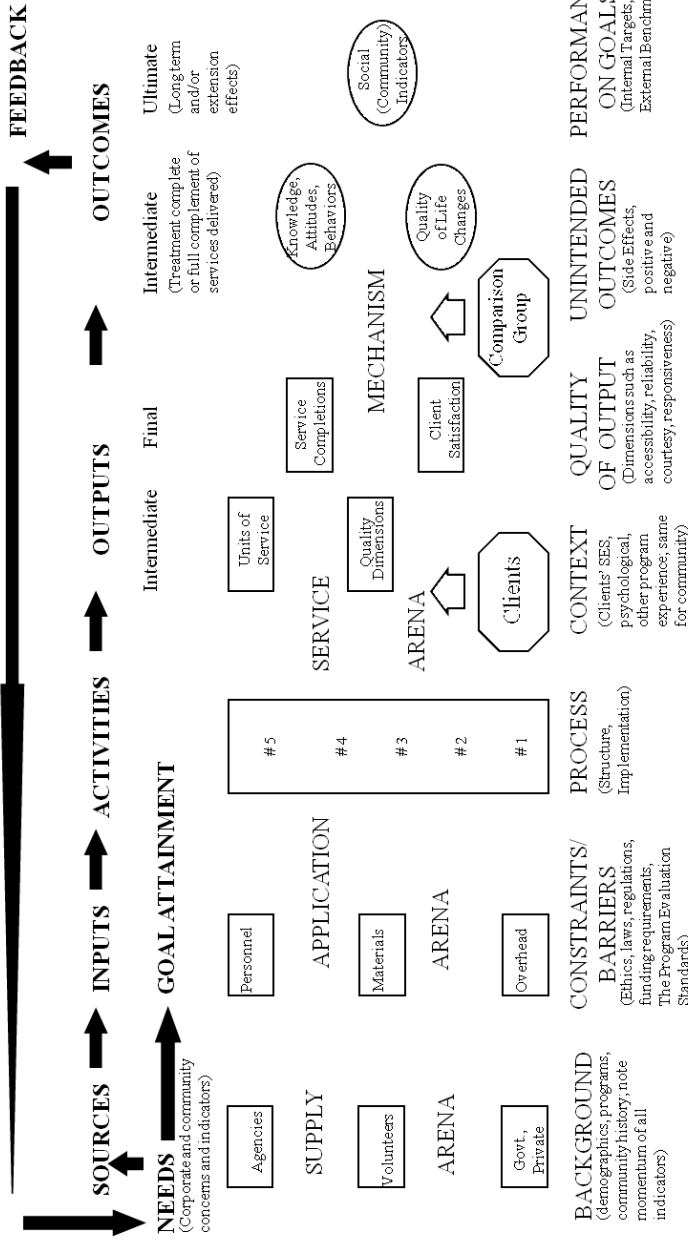 FEEDBACK
SOURCES
INPUTS
ACTIVITIES
OUTPUTS
OUTCOMES
NEEDS
(Corporate and community
concerns and indicators)
GOAL ATTAINMENT
Intermediate
Final
Intermediate
(Treatment complete
or full complement of
services delivered)
Ultimate
(Long term
and/or
extension
effects)
Agencies
SUPPLY
Volunteers
ARENA
Govt.,
Private
Personnel
APPLICATION
Materials
ARENA
Overhead
#5
#4
#3
#2
#1
Units of
Service
SERVICE
Quality
Dimensions
ARENA
Clients
Service
Completions
MECHANISM
Client
Satisfaction
Comparison
Group
Knowledge,
Attitudes,
Behaviors
Quality
of Life
Changes
Social
(Community)
Indicators
BACKGROUND
(demographics, programs,
community history; note
momentum of all
indicators)
CONSTRAINTS/
BARRIERS
(Ethics, laws, regulations,
funding requirements,
The Program Evaluation
Standards)
PROCESS
(Structure,
Implementation)
CONTEXT
(Clients' SES,
psychological,
other program
experience; same
for community)
QUALITY
OF OUTPUT
(Dimensions such as
accessibility, reliability,
courtesy, responsiveness)
UNINTENDED
OUTCOMES
(Side Effects,
positive and
negative)
PERFORMAN
ON GOALS
(Internal Targets,
External Benchm